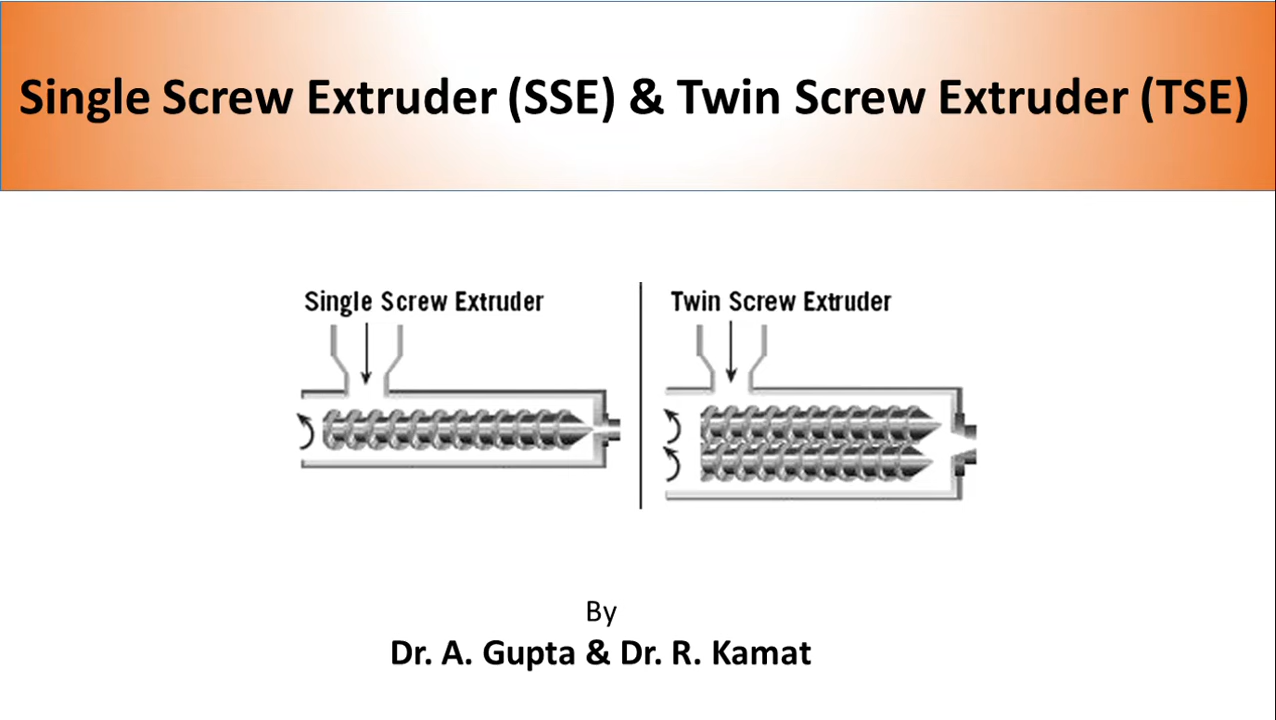 Single Screw Extruder (SSE) & Twin Screw Extruder (TSE)
Single Screw Extruder
Twin Screw Extruder
By
Dr. A. Gupta & Dr. R. Kamat